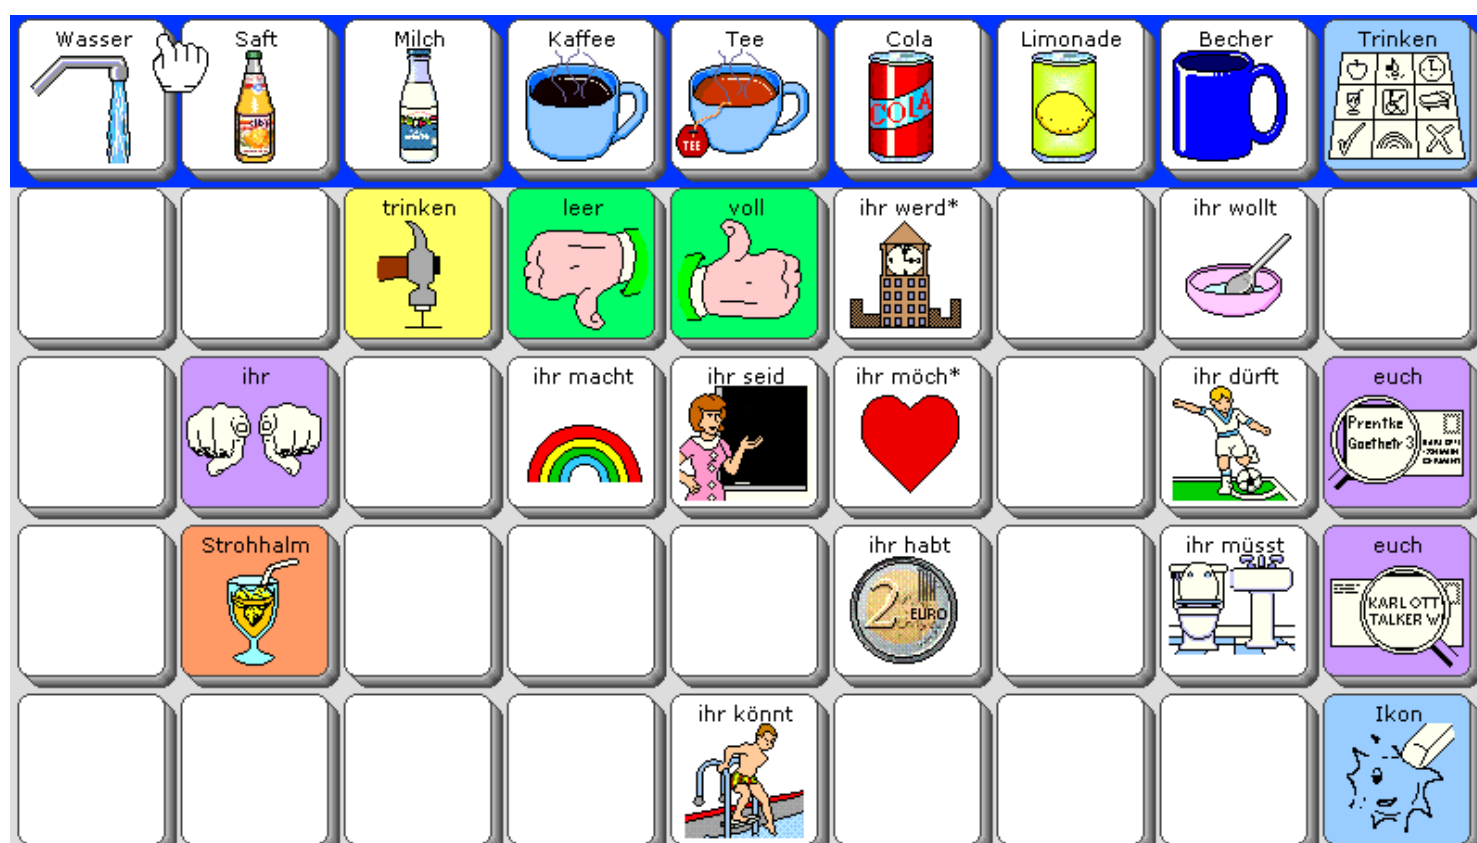 Wasser
Saft
Milch
Kaffee
Tee
Cola
Limonade
Becher
Trinken
TEE
COLA
trinken
leer
voll
ihr werd*
ihr wollt
ihr
ihr macht
ihr seid
ihr möch*
ihr dürft
euch
Prentke
Goethestr 3
Strohhalm
ihr habt
2 EURO
ihr müsst
euch
KARL OTT
TALKER W
ihr könnt
Ikon